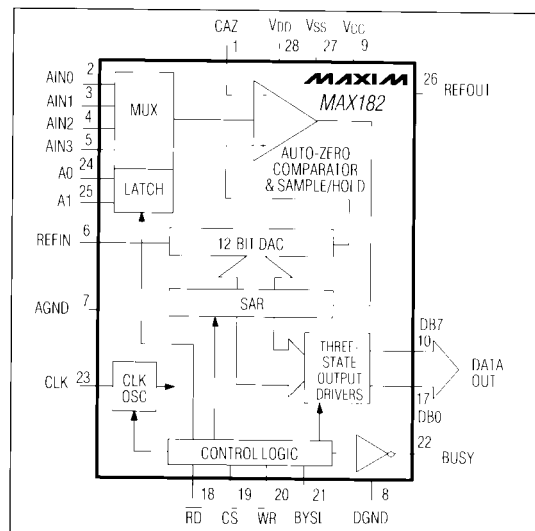 CAZ VDD VSS VCC
1 28 27 9
MAXIM
MAX182
26 REFOUT
AIN0 2
AIN1 3
AIN2 4
AIN3 5
A0 24
A1 25
MUX
LATCH
AUTO-ZERO
COMPARATOR
& SAMPLE/HOLD
REFIN 6
12 BIT DAC
AGND 7
SAR
DB7
10
THREE-
STATE
OUTPUT
DRIVERS
DATA
OUT
17
DB0
CLK 23
CLK
OSC
CONTROL LOGIC
22
BUSY
18 19 20 21 8
RD CS WR BYSL DGND